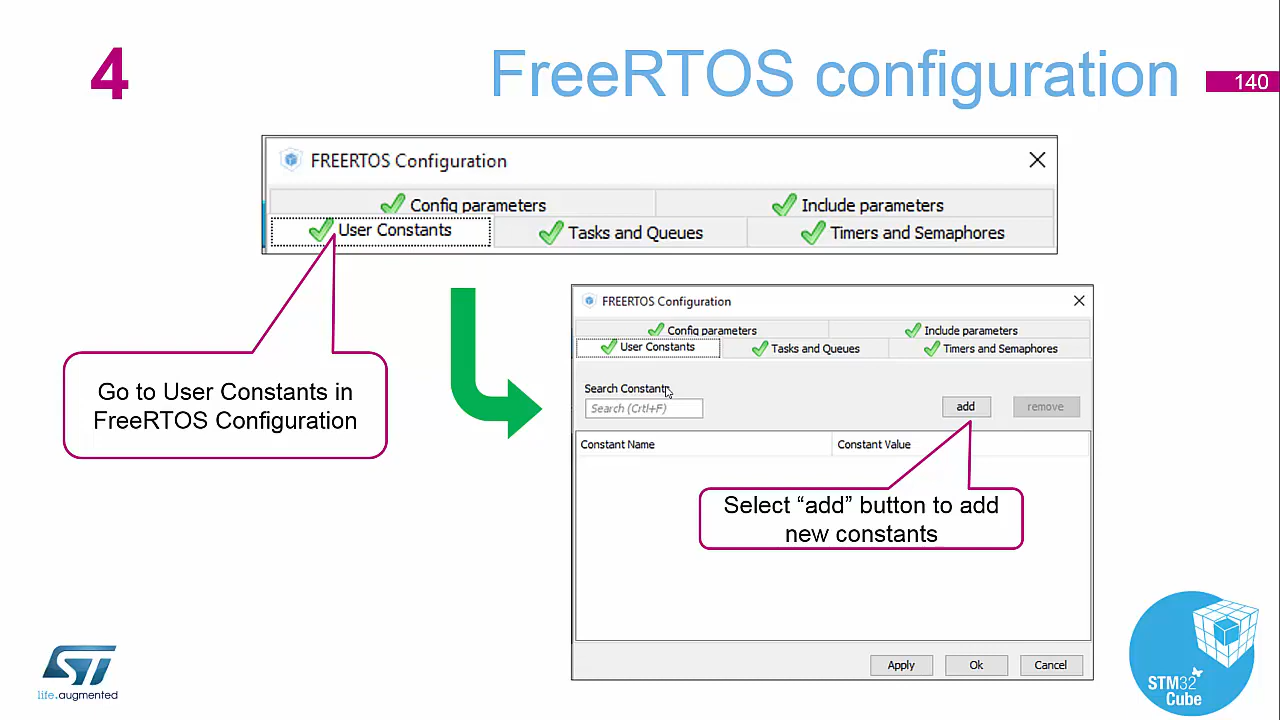 4
FreeRTOS configuration
140
FREERTOS Configuration
Config parameters
Include parameters
User Constants
Tasks and Queues
Timers and Semaphores
Go to User Constants in
FreeRTOS Configuration
FREERTOS Configuration
Config parameters
Include parameters
User Constants
Tasks and Queues
Timers and Semaphores
Search Constants
Search (Crtl+F)
add
remove
Constant Name
Constant Value
Select “add” button to add
new constants
Apply
Ok
Cancel
ST
life.augmented
STM32
Cube